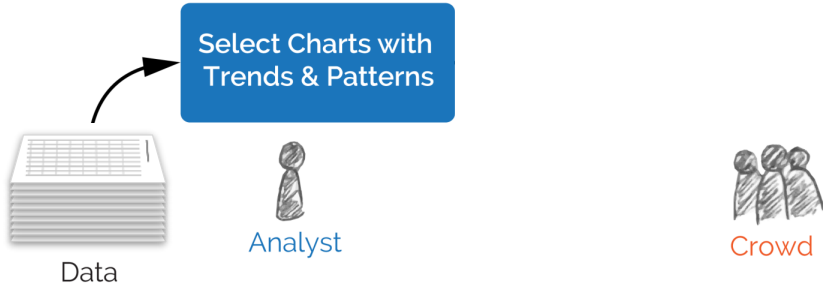 Select Charts with
Trends & Patterns
Analyst
Crowd
Data